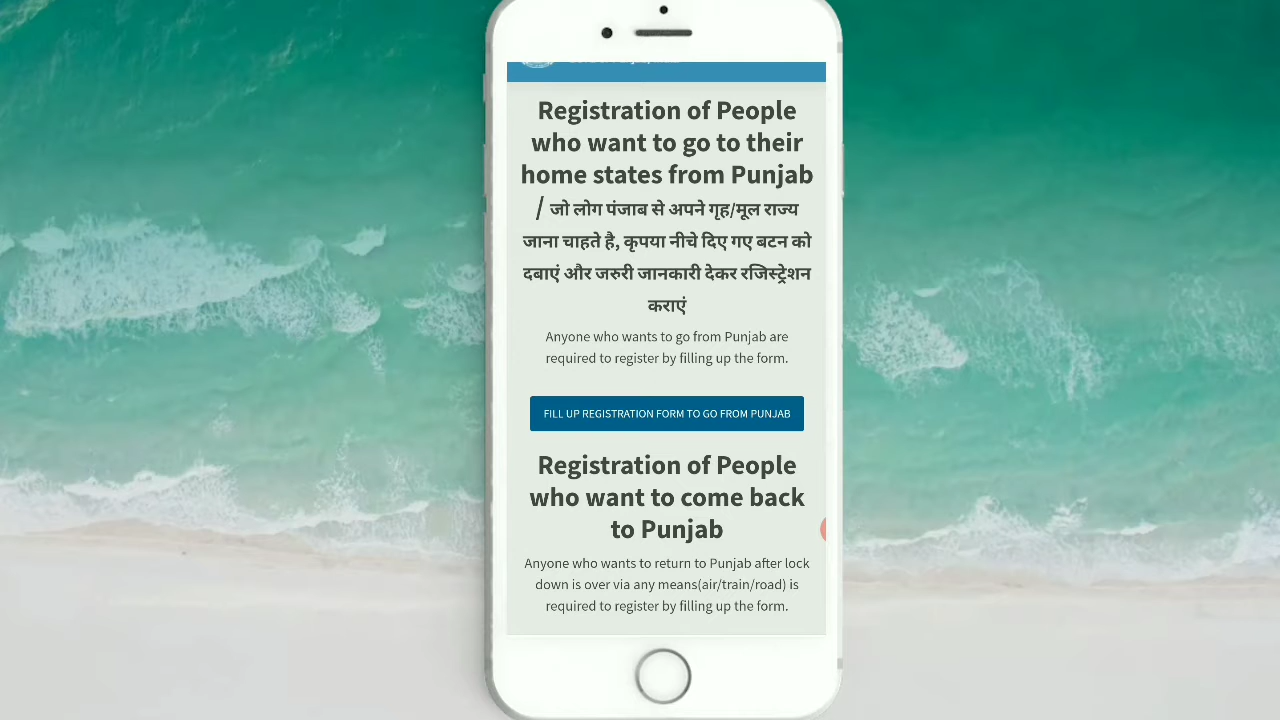 Registration of People
who want to go to their
home states from Punjab
/ जो लोग पंजाब से अपने गृह/मूल राज्य
जाना चाहते है, कृपया नीचे दिए गए बटन को
दबाएं और जरुरी जानकारी देकर रजिस्ट्रेशन
कराएं
Anyone who wants to go from Punjab are
required to register by filling up the form.
FILL UP REGISTRATION FORM TO GO FROM PUNJAB
Registration of People
who want to come back
to Punjab
Anyone who wants to return to Punjab after lock
down is over via any means(air/train/road) is
required to register by filling up the form.